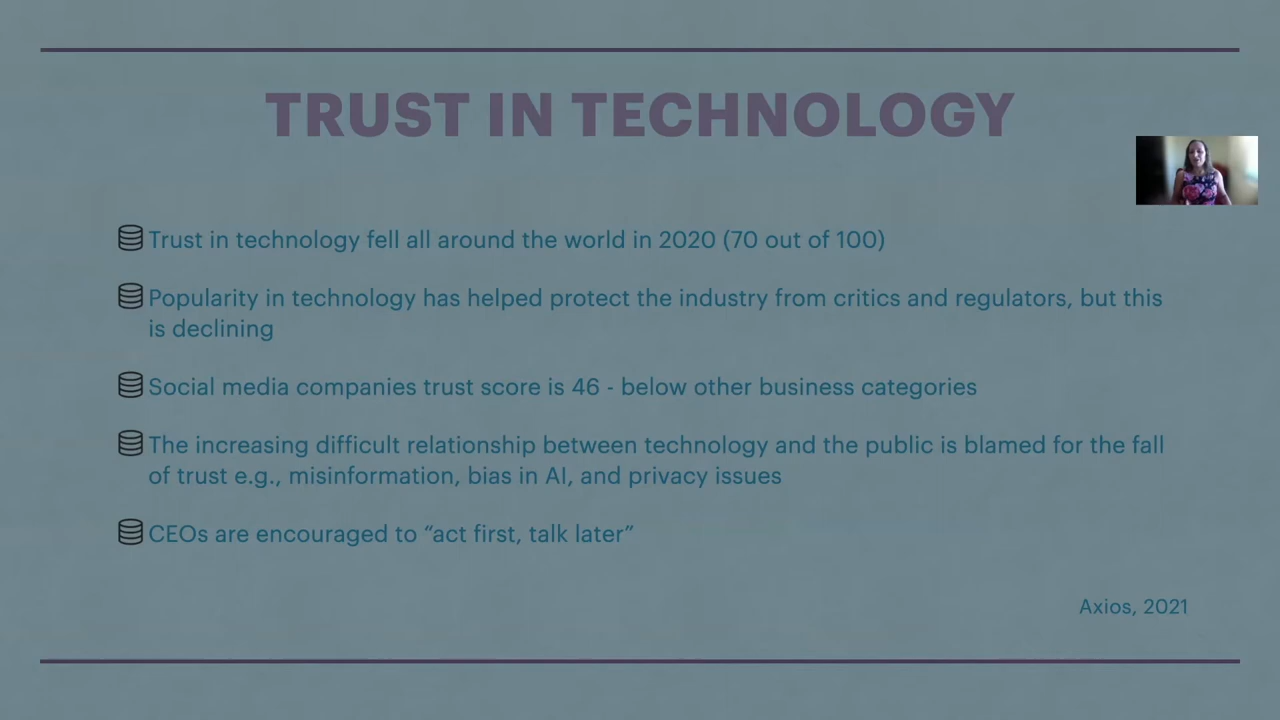 TRUST IN TECHNOLOGY
Trust in technology fell all around the world in 2020 (70 out of 100)
Popularity in technology has helped protect the industry from critics and regulators, but this
is declining
Social media companies trust score is 46 - below other business categories
The increasing difficult relationship between technology and the public is blamed for the fall
of trust e.g., misinformation, bias in AI, and privacy issues
CEOs are encouraged to “act first, talk later”
Axios, 2021